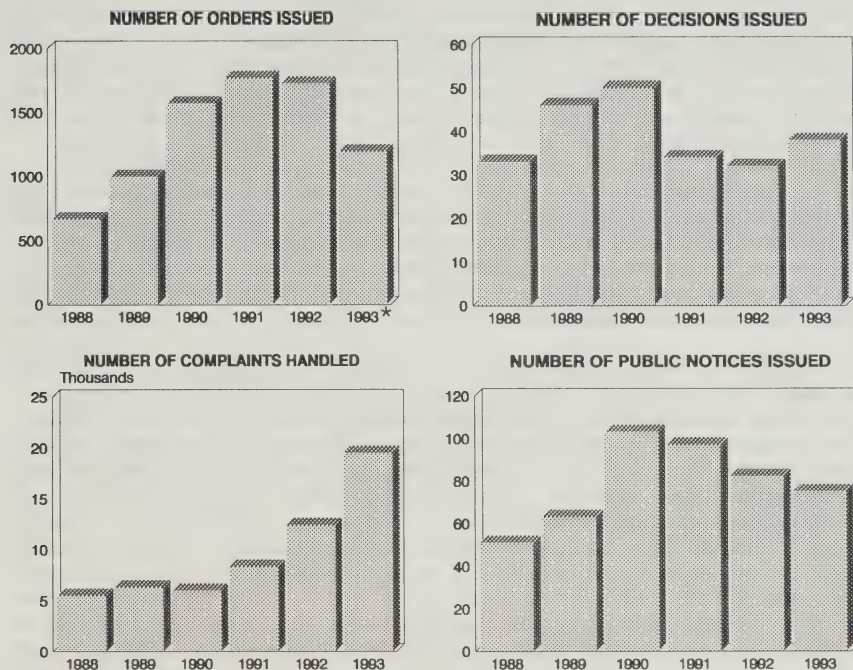 NUMBER OF ORDERS ISSUED
2000
1500
1000
500
0
1988 1989 1990 1991 1992 1993*
NUMBER OF DECISIONS ISSUED
60
50
40
30
20
10
0
1988 1989 1990 1991 1992 1993
NUMBER OF COMPLAINTS HANDLED
Thousands
25
20
15
10
5
0
1988 1989 1990 1991 1992 1993
NUMBER OF PUBLIC NOTICES ISSUED
120
100
80
60
40
20
0
1988 1989 1990 1991 1992 1993